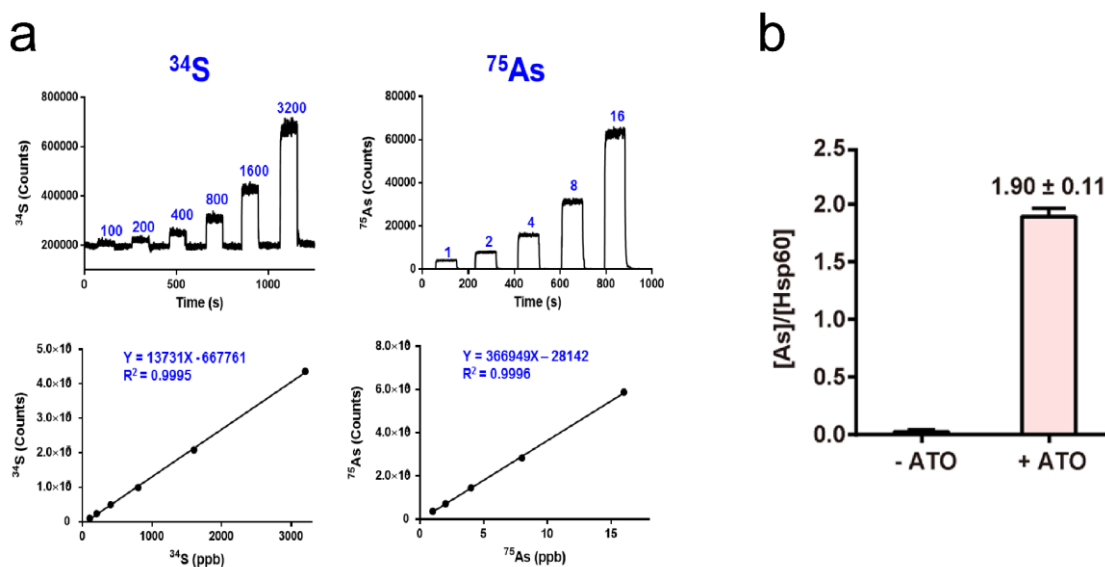 a
³⁴S
³⁴S (Counts)
800000
600000
400000
200000
100
200
400
800
1600
3200
0
500
1000
Time (s)
⁷⁵As
⁷⁵As (Counts)
80000
60000
40000
20000
0
1
2
4
8
16
0
200
400
600
800
1000
Time (s)
³⁴S (Counts)
Y = 13731X - 667761
R² = 0.9995
0
0
1000
2000
3000
³⁴S (ppb)
⁷⁵As (Counts)
Y = 366949X – 28142
R² = 0.9996
0
0
5
10
15
⁷⁵As (ppb)
b
[As]/[Hsp60]
2.5
2.0
1.5
1.0
0.5
0.0
1.90 ± 0.11
- ATO
+ ATO